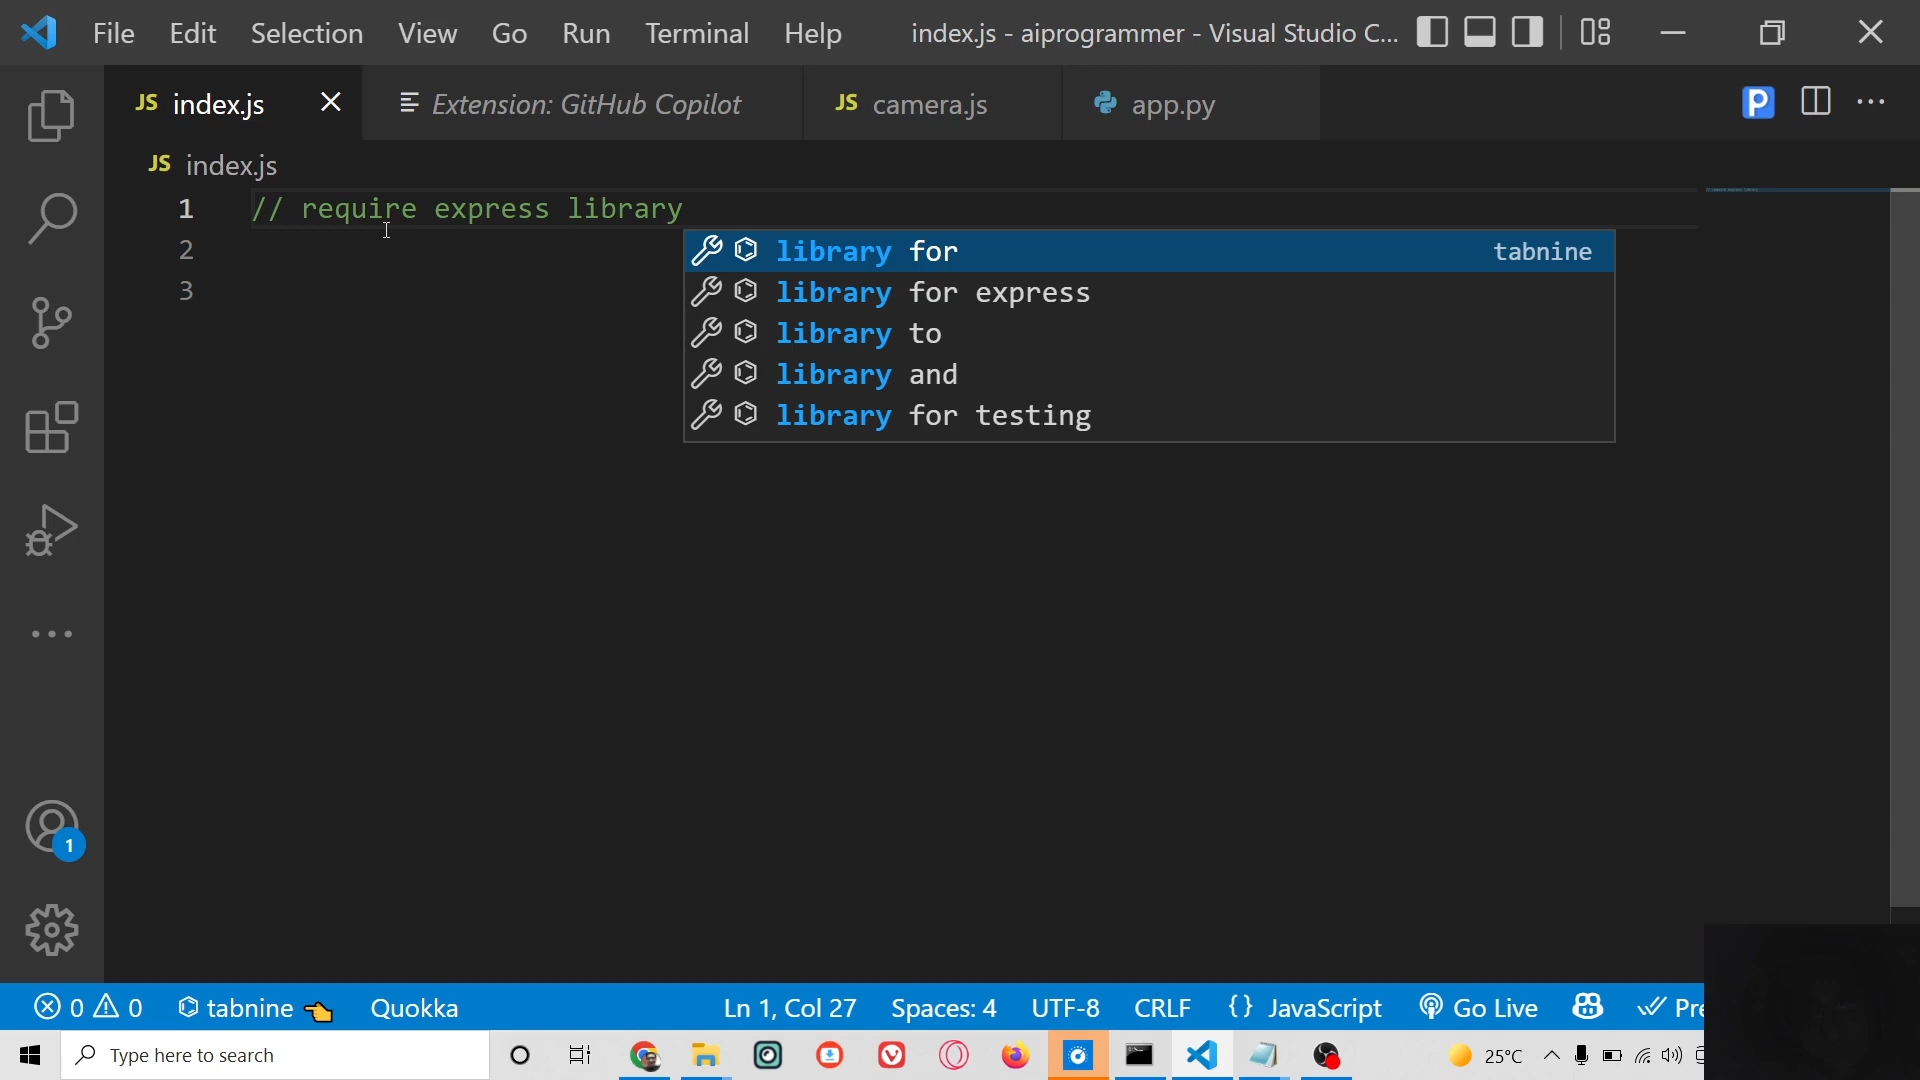 File Edit Selection View Go Run Terminal Help index.js - aiprogrammer - Visual Studio C...
JS index.js Extension: GitHub Copilot JS camera.js app.py P
JS index.js
1 // require express library
2
3
library for tabnine
library for express
library to
library and
library for testing
1
0 0 tabnine Quokka Ln 1, Col 27 Spaces: 4 UTF-8 CRLF {} JavaScript Go Live
Type here to search 25°C